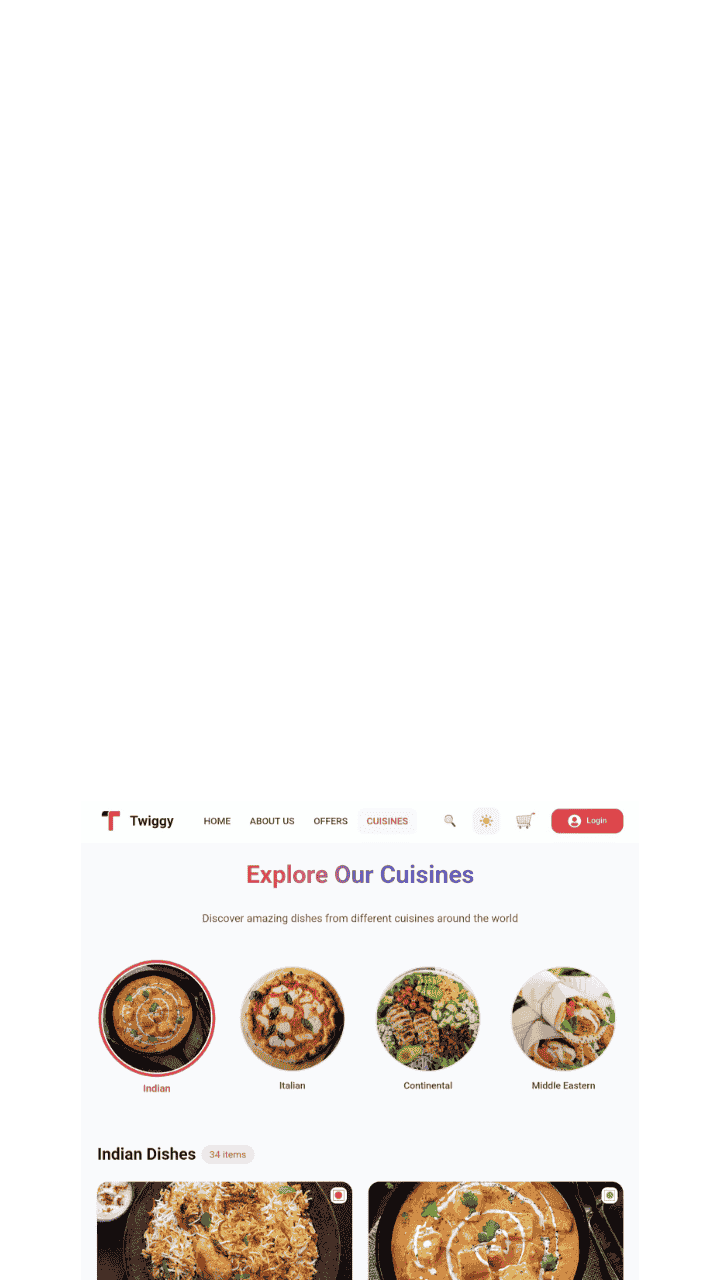 Twiggy HOME ABOUT US OFFERS CUISINES Login
Explore Our Cuisines
Discover amazing dishes from different cuisines around the world
Indian Italian Continental Middle Eastern
Indian Dishes 34 items